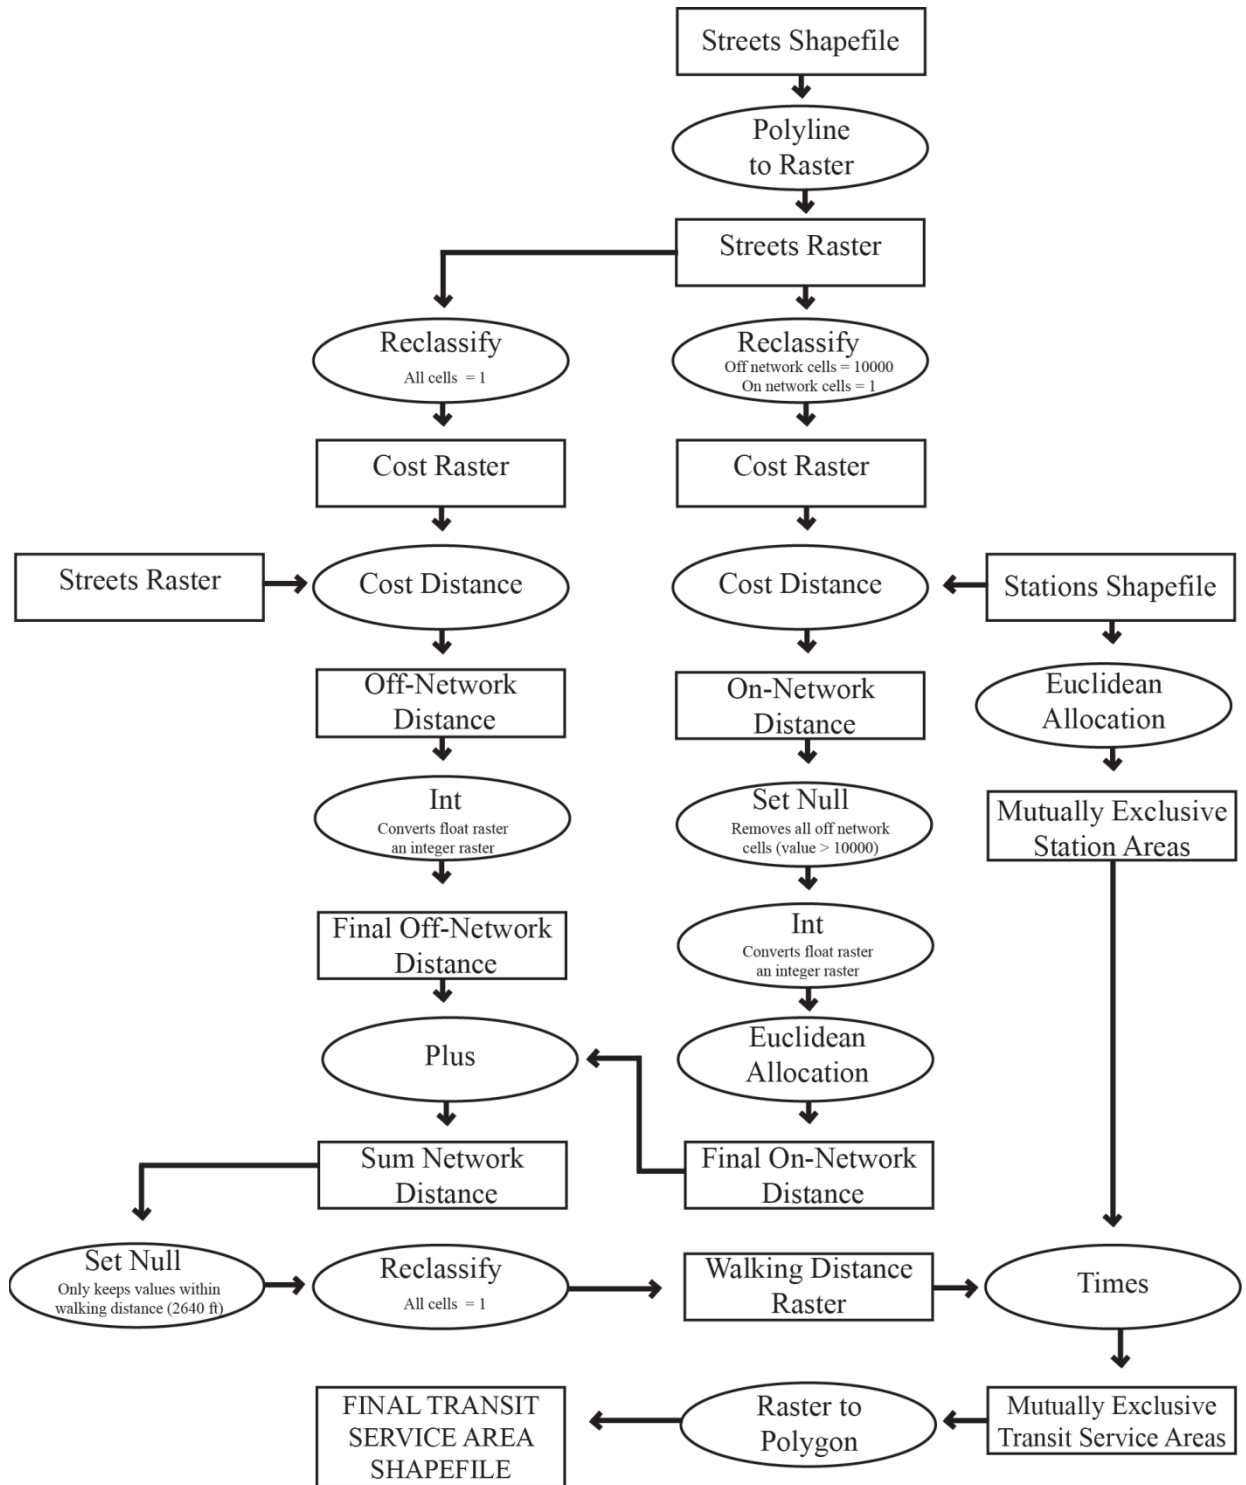 Streets Shapefile
Polyline
to Raster
Streets Raster
Reclassify
All cells = 1
Reclassify
Off network cells = 10000
On network cells = 1
Cost Raster
Cost Raster
Streets Raster
Cost Distance
Cost Distance
Stations Shapefile
Off-Network
Distance
On-Network
Distance
Euclidean
Allocation
Int
Converts float raster
an integer raster
Set Null
Removes all off network
cells (value > 10000)
Mutually Exclusive
Station Areas
Final Off-Network
Distance
Int
Converts float raster
an integer raster
Plus
Euclidean
Allocation
Sum Network
Distance
Final On-Network
Distance
Set Null
Only keeps values within
walking distance (2640 ft)
Reclassify
All cells = 1
Walking Distance
Raster
Times
FINAL TRANSIT
SERVICE AREA
SHAPEFILE
Raster to
Polygon
Mutually Exclusive
Transit Service Areas